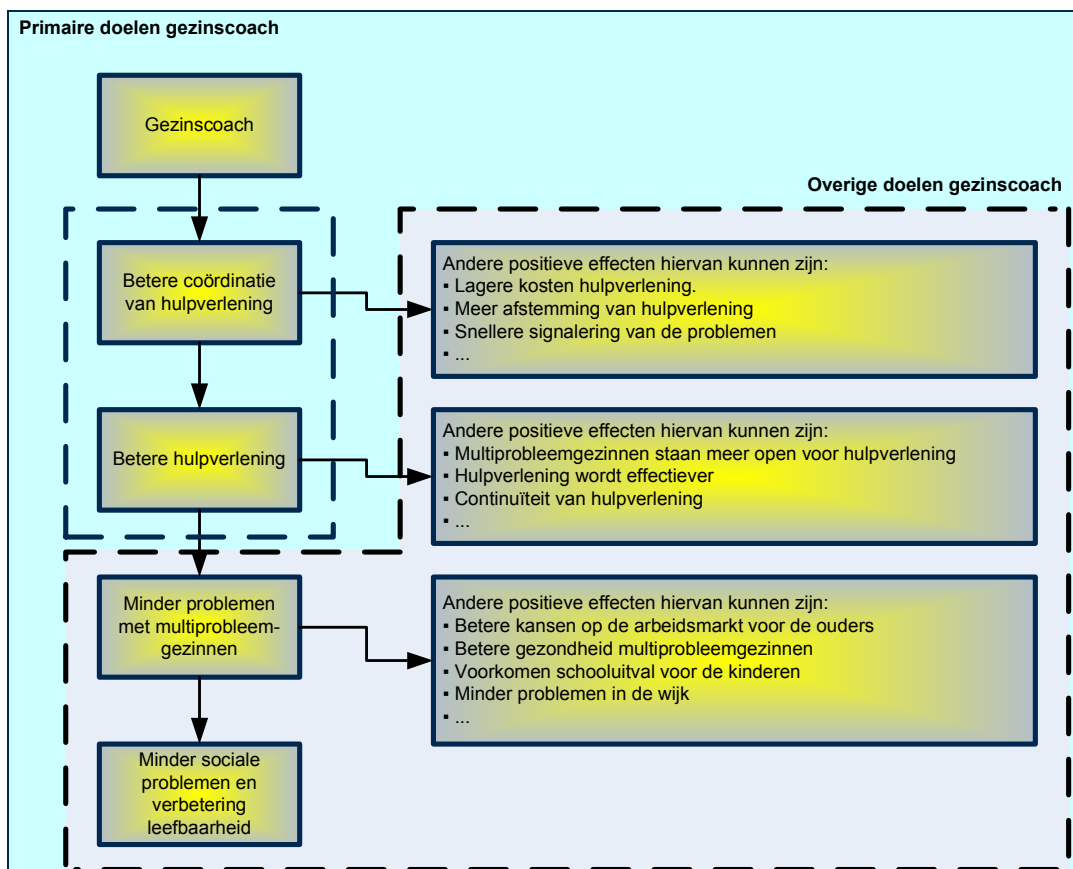 Primaire doelen gezinscoach
Gezinscoach
Overige doelen gezinscoach
Betere coördinatie
van hulpverlening
Andere positieve effecten hiervan kunnen zijn:
▪ Lagere kosten hulpverlening.
▪ Meer afstemming van hulpverlening
▪ Snellere signalering van de problemen
▪ ...
Betere hulpverlening
Andere positieve effecten hiervan kunnen zijn:
▪ Multiprobleemgezinnen staan meer open voor hulpverlening
▪ Hulpverlening wordt effectiever
▪ Continuïteit van hulpverlening
▪ ...
Minder problemen
met multiprobleem-
gezinnen
Andere positieve effecten hiervan kunnen zijn:
▪ Betere kansen op de arbeidsmarkt voor de ouders
▪ Betere gezondheid multiprobleemgezinnen
▪ Voorkomen schooluitval voor de kinderen
▪ Minder problemen in de wijk
▪ ...
Minder sociale
problemen en
verbetering
leefbaarheid